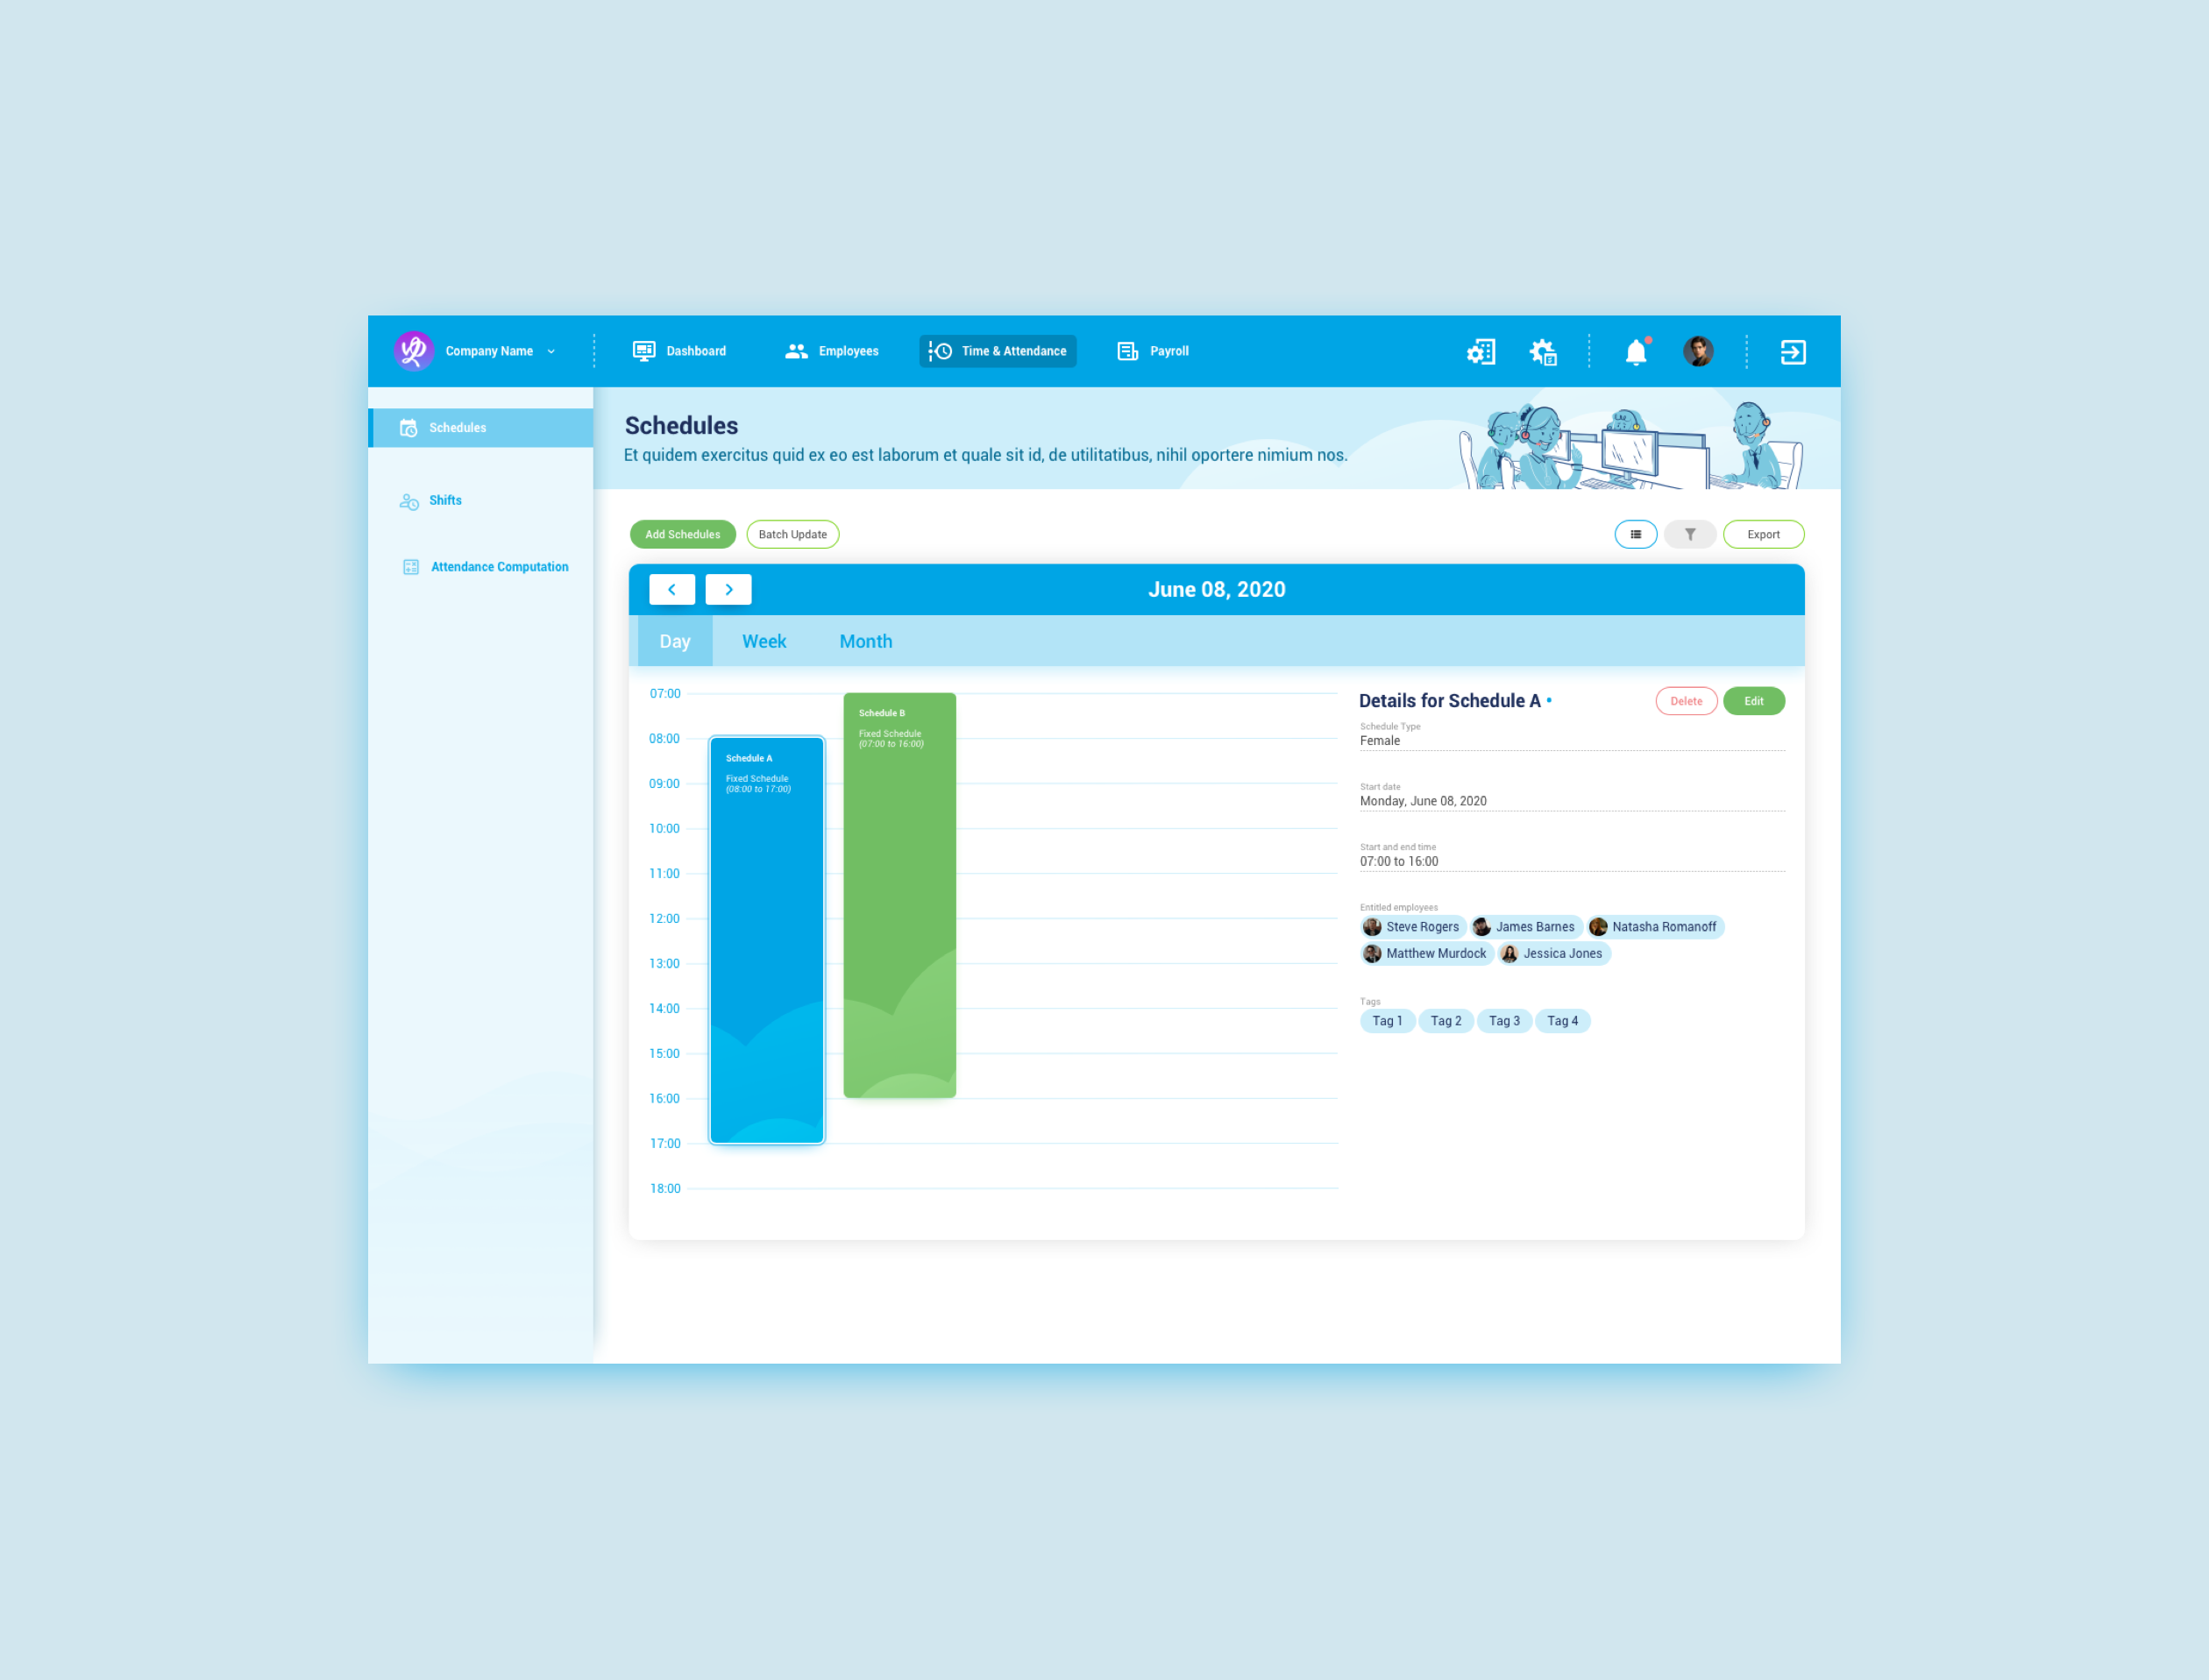 Company Name
Dashboard
Employees
Time & Attendance
Payroll
Schedules
Shifts
Attendance Computation
Schedules
Et quidem exercitus quid ex eo est laborum et quale sit id, de utilitatibus, nihil oportere nimium nos.
Add Schedules
Batch Update
Export
June 08, 2020
Day
Week
Month
07:00
08:00
09:00
10:00
11:00
12:00
13:00
14:00
15:00
16:00
17:00
18:00
Schedule A
Fixed Schedule
(08:00 to 17:00)
Schedule B
Fixed Schedule
(07:00 to 16:00)
Details for Schedule A
Delete
Edit
Schedule Type
Female
Start date
Monday, June 08, 2020
Start and end time
07:00 to 16:00
Entitled employees
Steve Rogers
James Barnes
Natasha Romanoff
Matthew Murdock
Jessica Jones
Tags
Tag 1
Tag 2
Tag 3
Tag 4